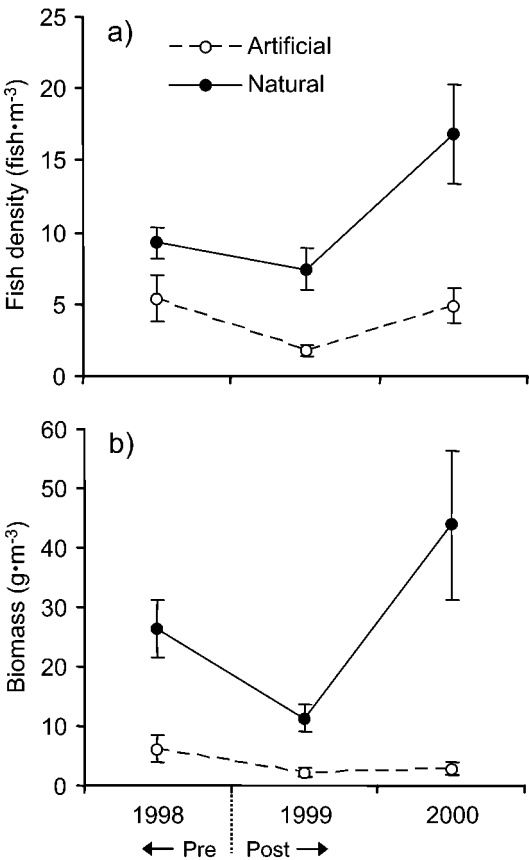 a)
Artificial
Natural
Fish density (fish•m-3)
25
20
15
10
5
0
b)
Biomass (g•m-3)
60
50
40
30
20
10
0
1998 1999 2000
← Pre Post →